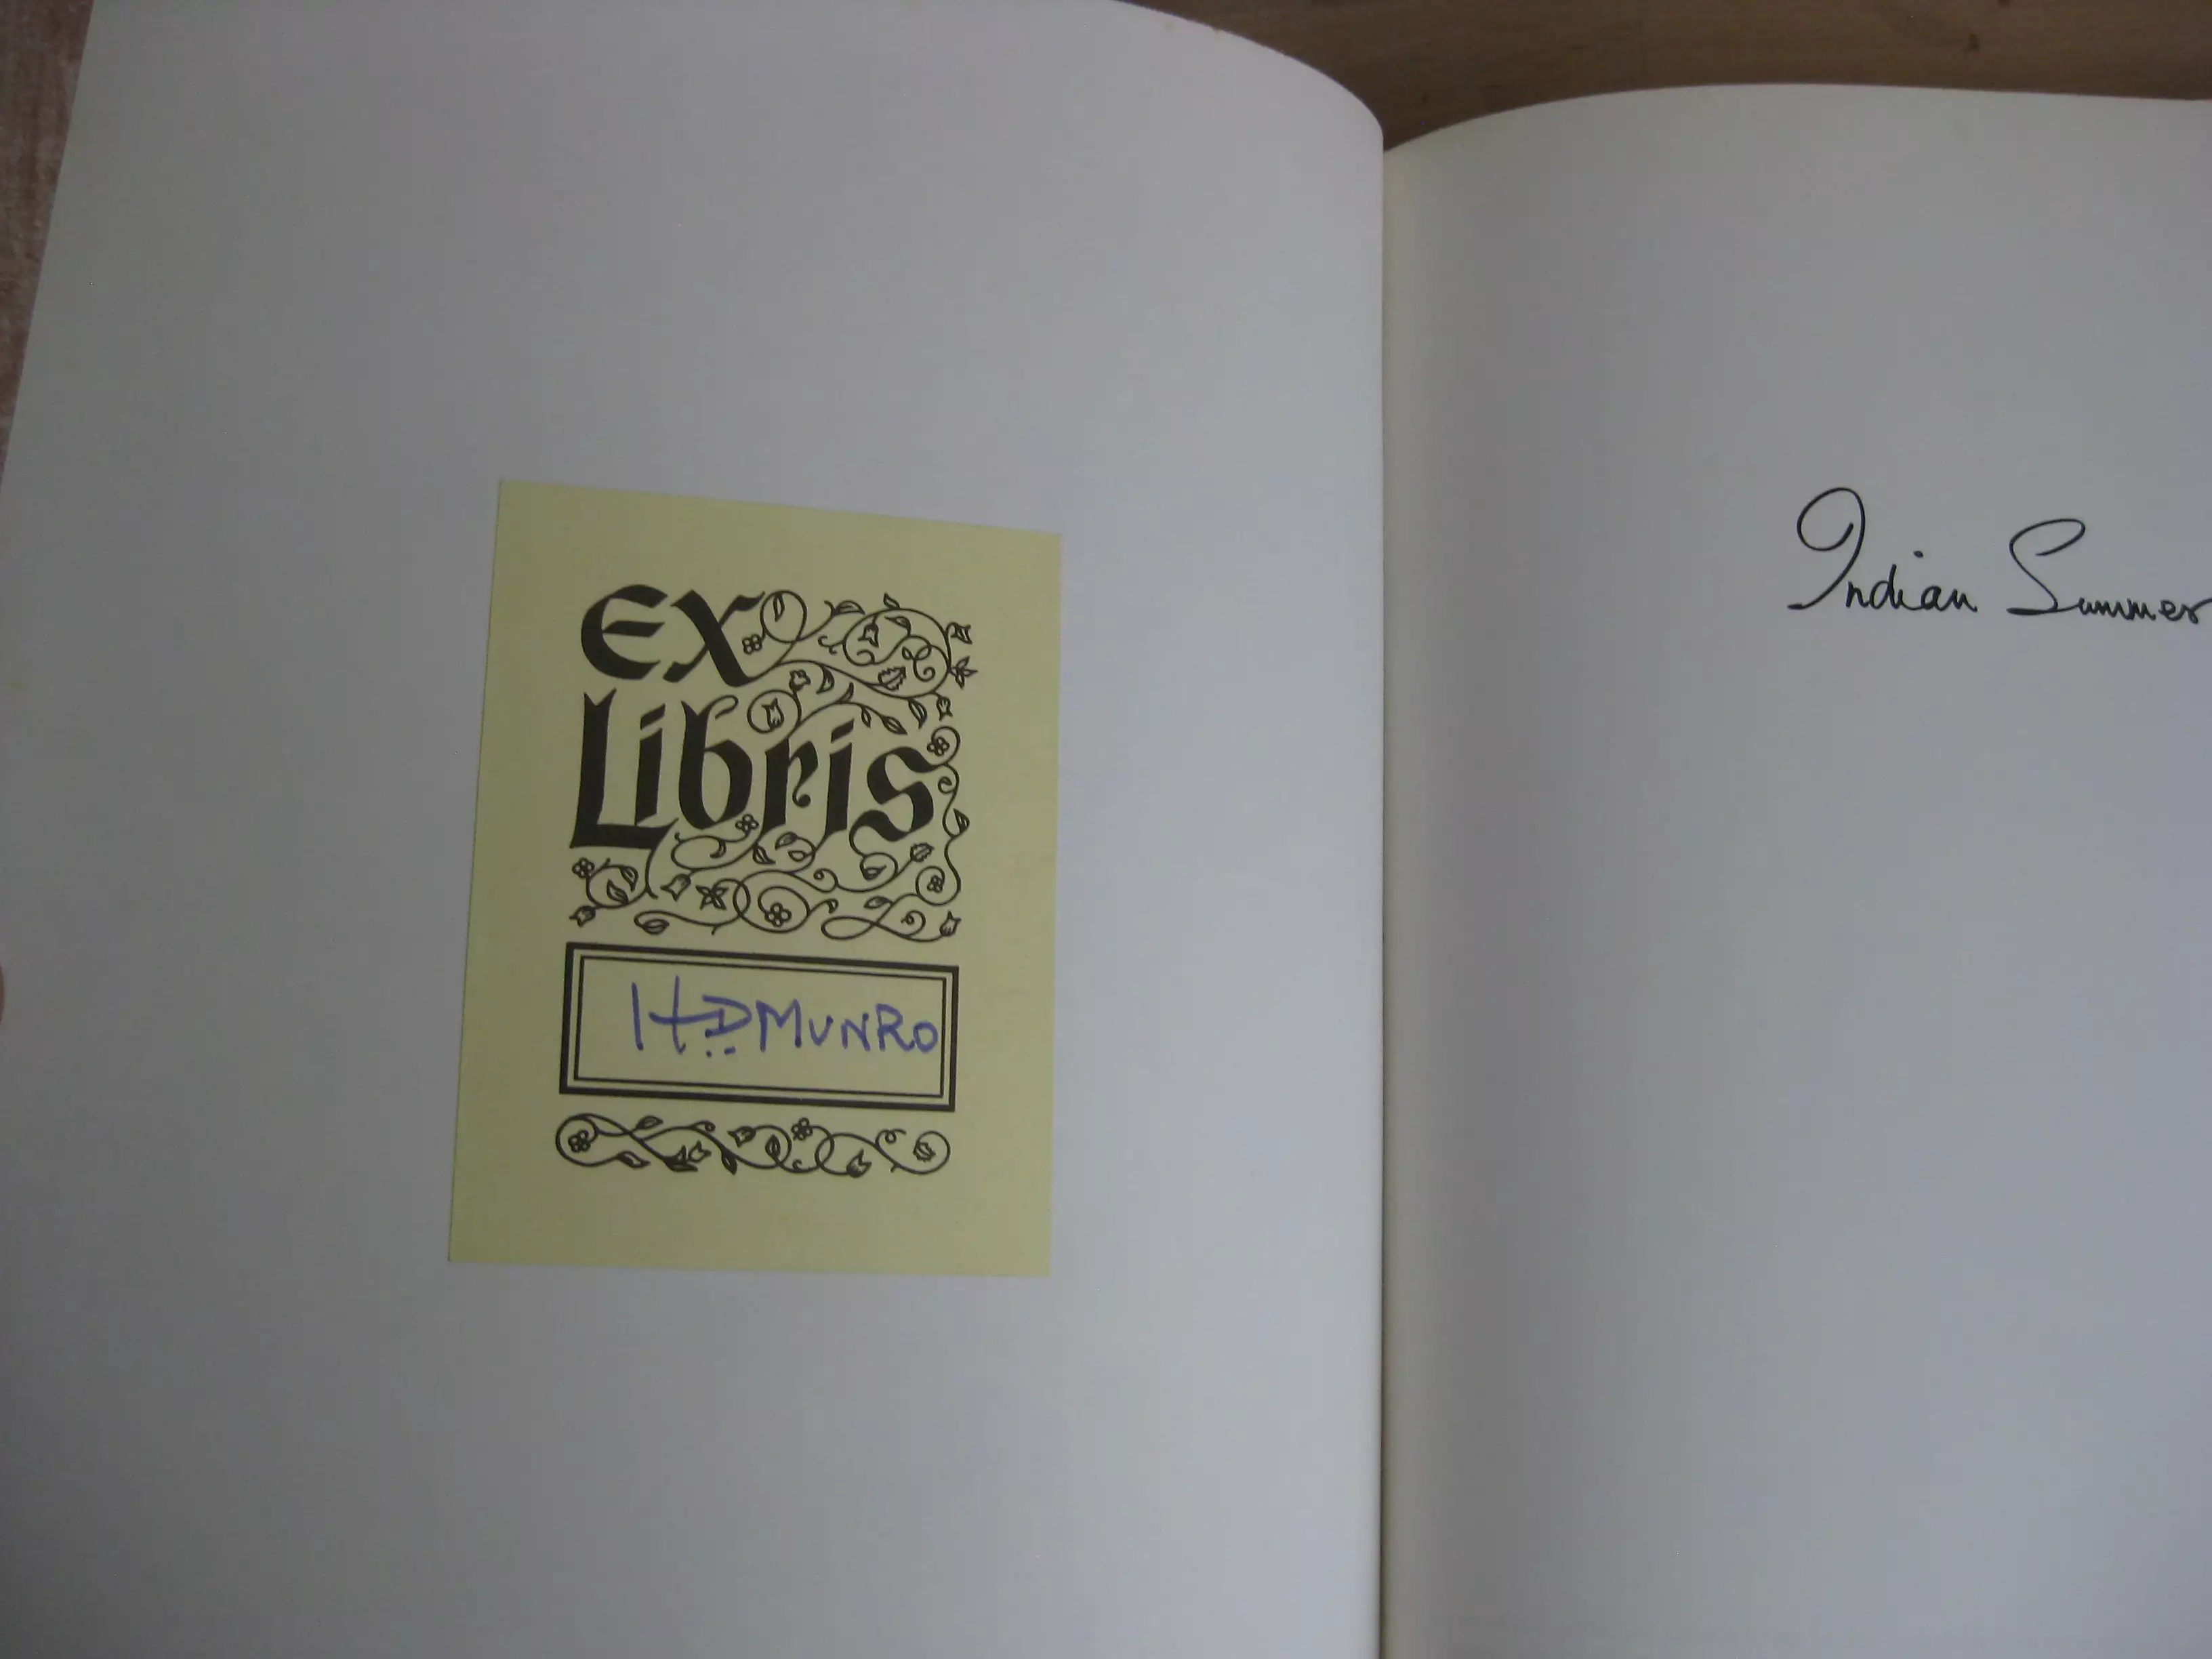 Ex
Libris
H.D. MUNRO
Indian Summer